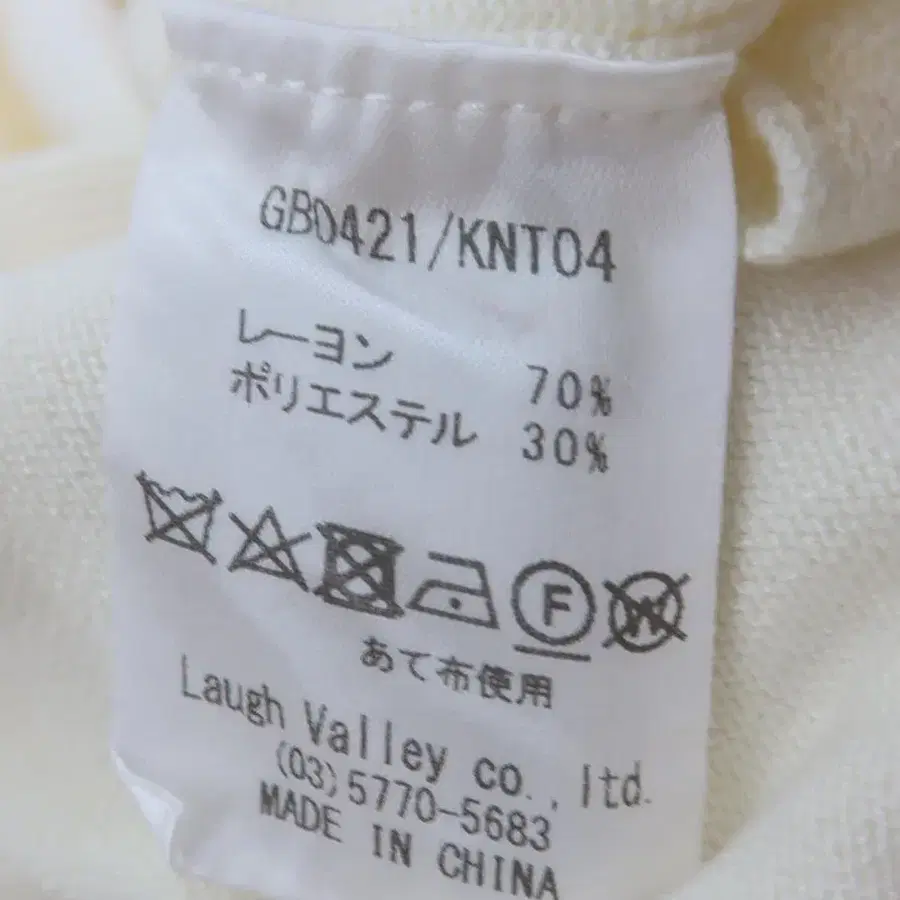 GB0421/KNT04
レーヨン 70%
ポリエステル 30%
F W
あて布使用
Laugh Valley co., ltd.
(03)5770-5683
MADE IN CHINA